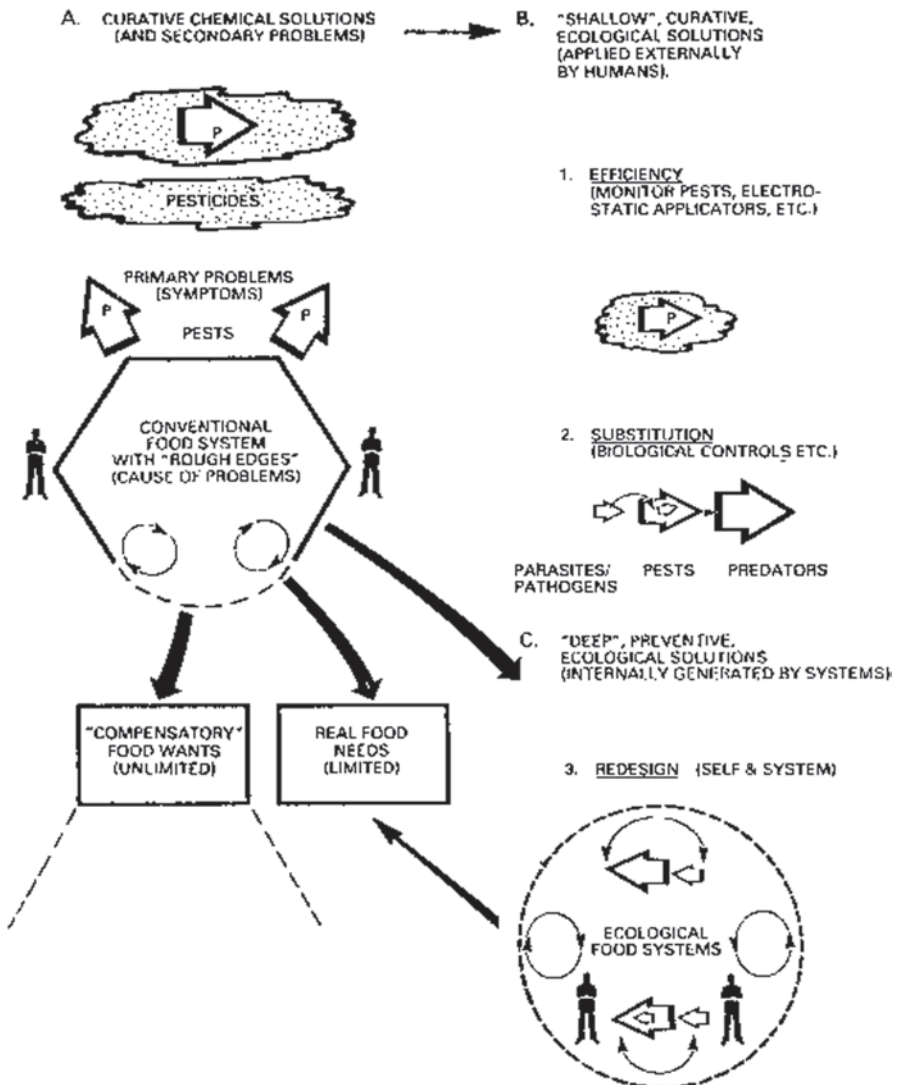 A. CURATIVE CHEMICAL SOLUTIONS
(AND SECONDARY PROBLEMS)
B. "SHALLOW", CURATIVE,
ECOLOGICAL SOLUTIONS
(APPLIED EXTERNALLY
BY HUMANS).
P
PESTICIDES
1. EFFICIENCY
(MONITOR PESTS, ELECTRO-
STATIC APPLICATORS, ETC.)
PRIMARY PROBLEMS
(SYMPTOMS)
P
P
PESTS
P
CONVENTIONAL
FOOD SYSTEM
WITH "ROUGH EDGES"
(CAUSE OF PROBLEMS)
2. SUBSTITUTION
(BIOLOGICAL CONTROLS ETC.)
PARASITES/
PATHOGENS
PESTS
PREDATORS
C. "DEEP", PREVENTIVE,
ECOLOGICAL SOLUTIONS
(INTERNALLY GENERATED BY SYSTEMS)
"COMPENSATORY"
FOOD WANTS
(UNLIMITED)
REAL FOOD
NEEDS
(LIMITED)
3. REDESIGN (SELF & SYSTEM)
ECOLOGICAL
FOOD SYSTEMS